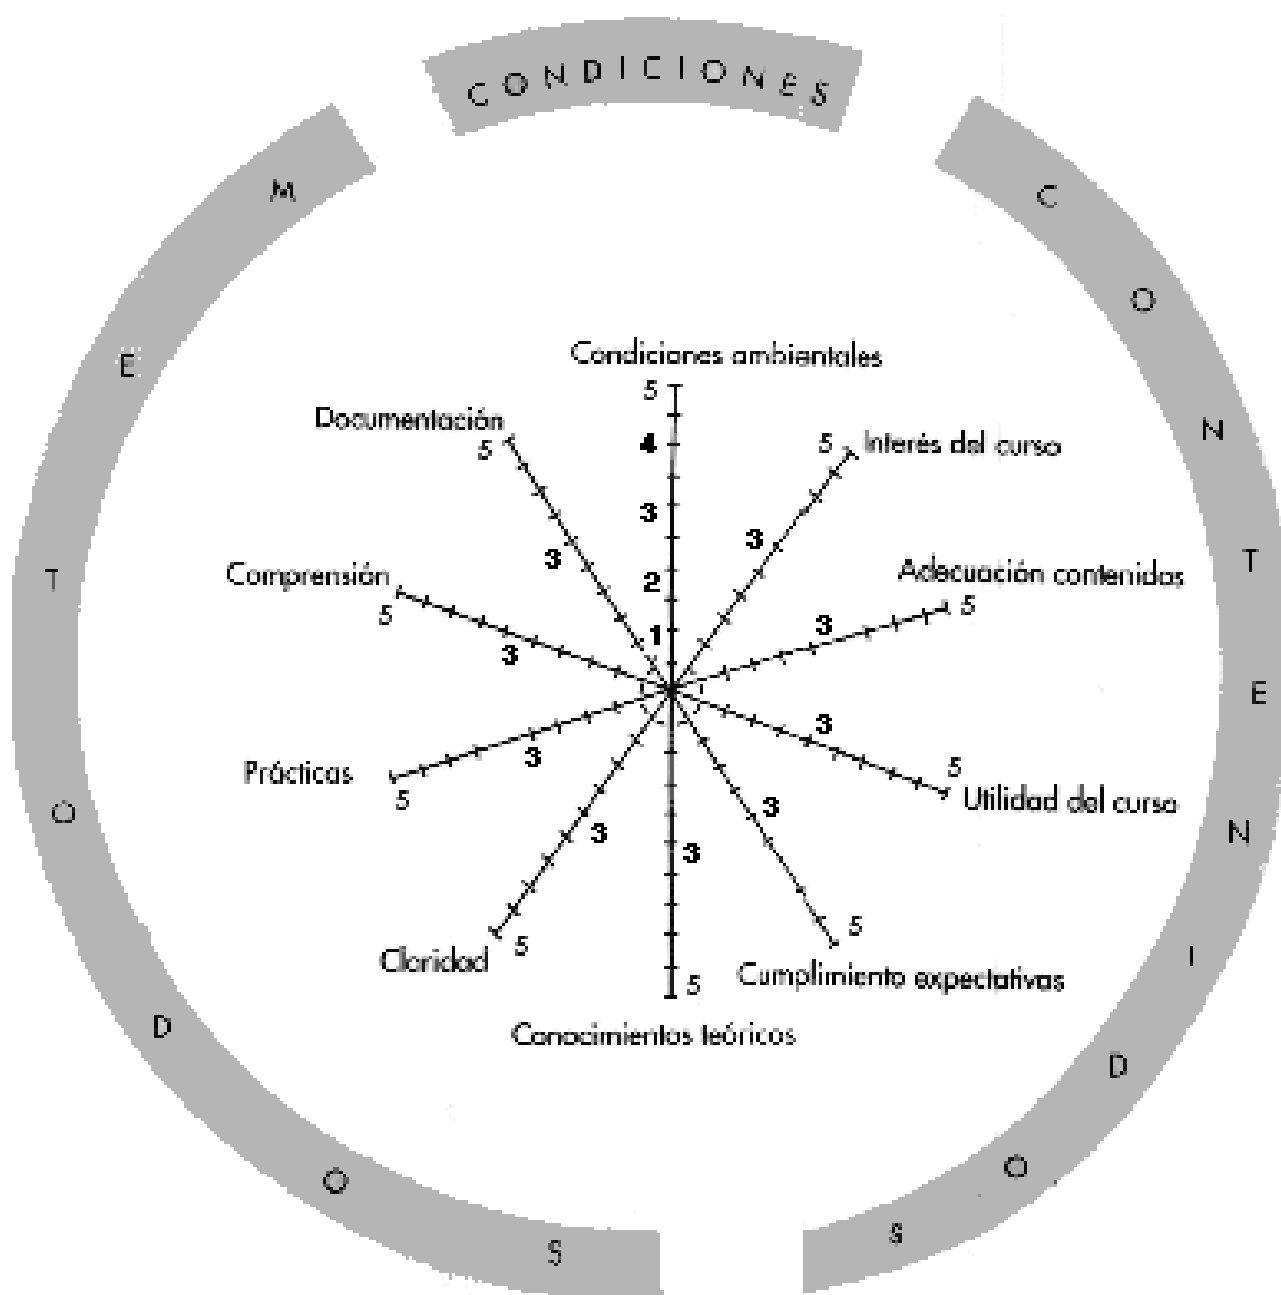 CONDICIONES
METODOS
CONTENIDOS
Condiciones ambientales
5
4
3
2
1
Interés del curso
5
3
Adecuación contenidos
5
3
Utilidad del curso
5
3
Cumplimiento expectativas
5
3
Conocimientos teóricos
5
3
Claridad
5
3
Prácticas
5
3
Comprensión
5
3
Documentación
5
3